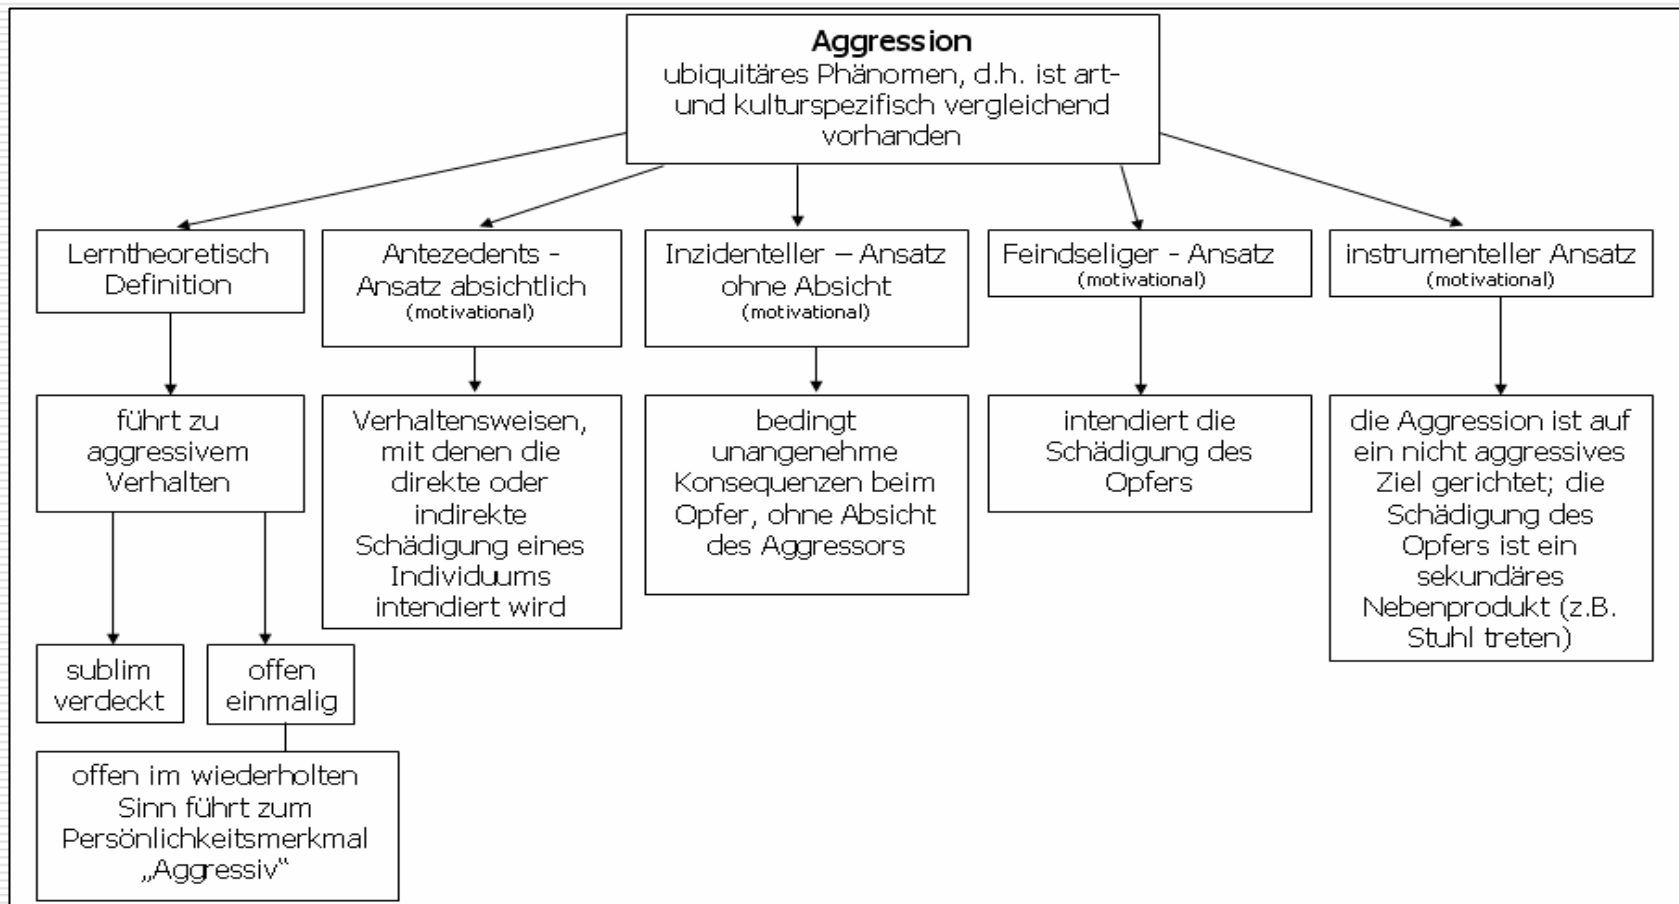 Aggression
ubiquitäres Phänomen, d.h. ist art-
und kulturspezifisch vergleichend
vorhanden
Lerntheoretisch
Definition
Antezedents -
Ansatz absichtlich
(motivational)
Inzidenteller – Ansatz
ohne Absicht
(motivational)
Feindseliger - Ansatz
(motivational)
instrumenteller Ansatz
(motivational)
führt zu
aggressivem
Verhalten
Verhaltensweisen,
mit denen die
direkte oder
indirekte
Schädigung eines
Individuums
intendiert wird
bedingt
unangenehme
Konsequenzen beim
Opfer, ohne Absicht
des Aggressors
intendiert die
Schädigung des
Opfers
die Aggression ist auf
ein nicht aggressives
Ziel gerichtet; die
Schädigung des
Opfers ist ein
sekundäres
Nebenprodukt (z.B.
Stuhl treten)
sublim
verdeckt
offen
einmalig
offen im wiederholten
Sinn führt zum
Persönlichkeitsmerkmal
„Aggressiv“